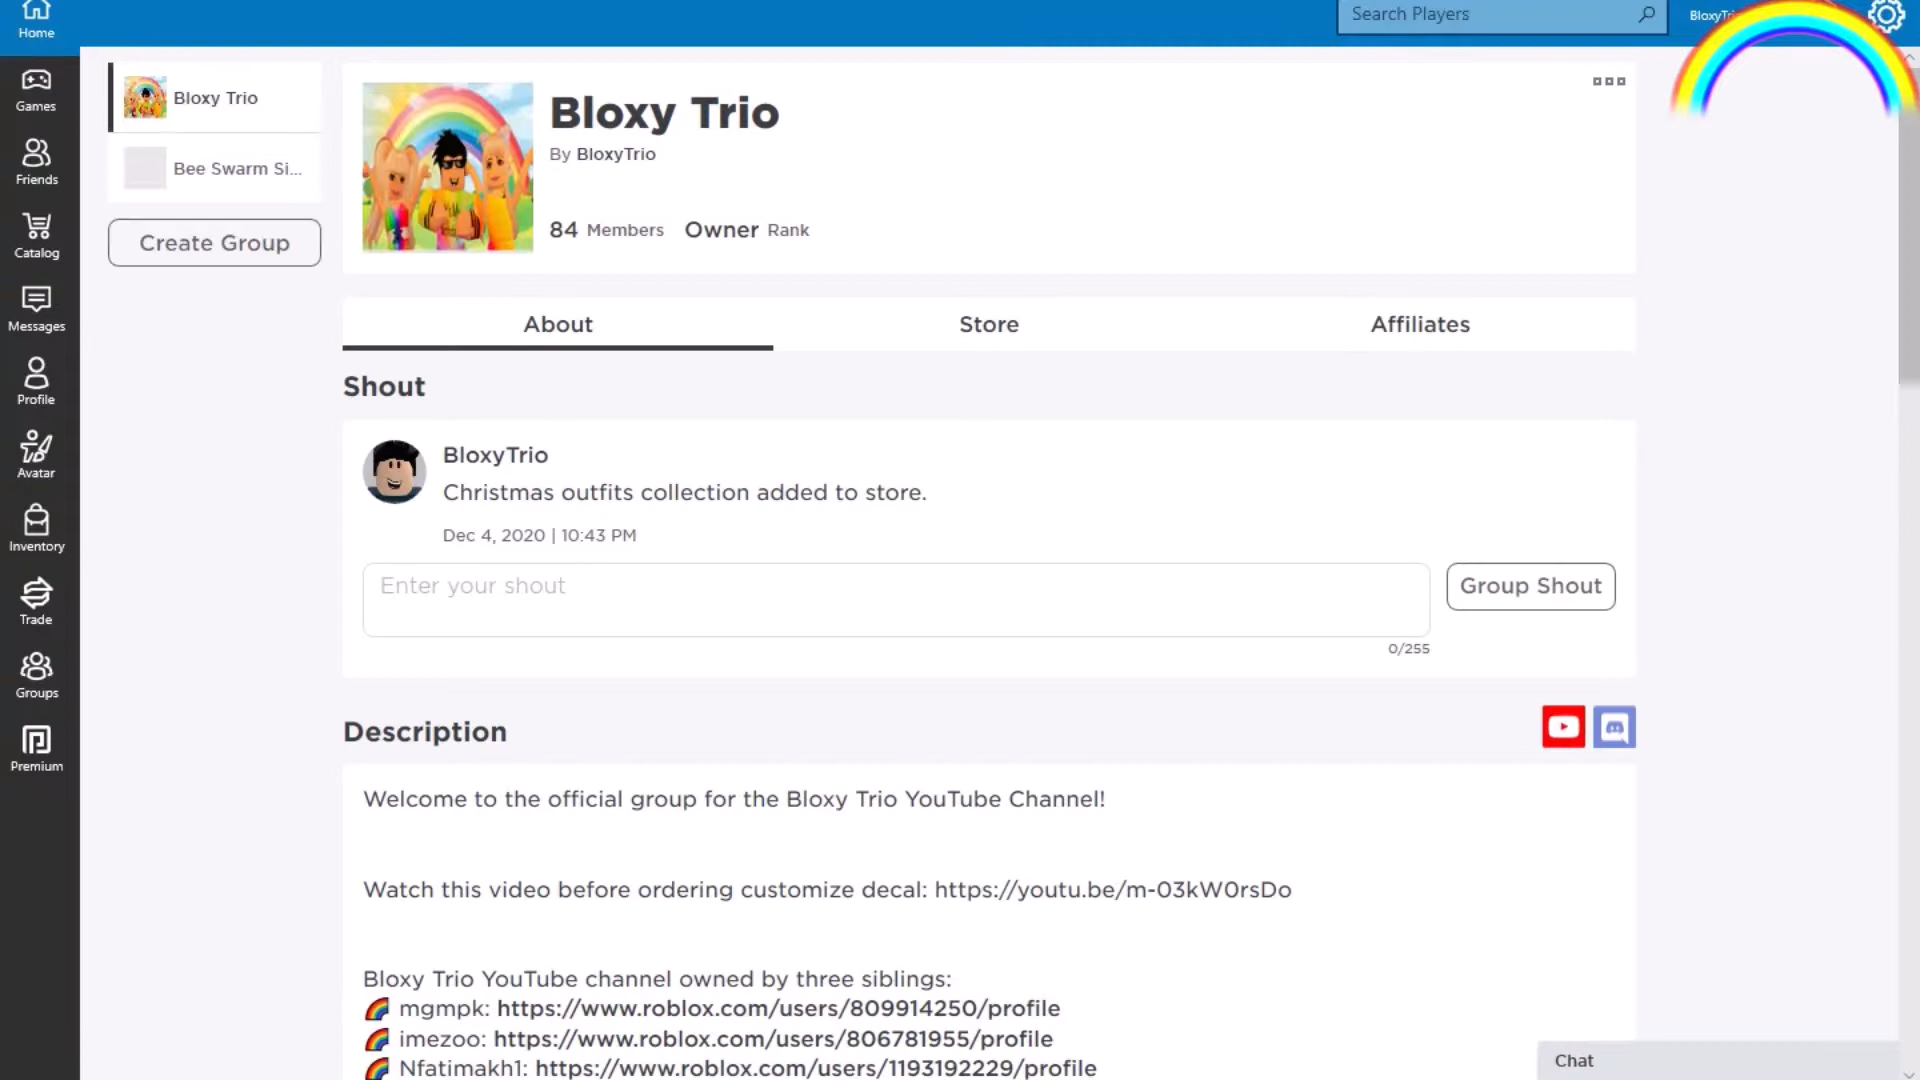 Home
Search Players
Games
Friends
Catalog
Messages
Profile
Avatar
Inventory
Trade
Groups
Premium
Bloxy Trio
Bee Swarm Si...
Create Group
Bloxy Trio
By BloxyTrio
84 Members Owner Rank
About Store Affiliates
Shout
BloxyTrio
Christmas outfits collection added to store.
Dec 4, 2020 | 10:43 PM
Enter your shout
Group Shout
0/255
Description
Welcome to the official group for the Bloxy Trio YouTube Channel!
Watch this video before ordering customize decal: https://youtu.be/m-03kW0rsDo
Bloxy Trio YouTube channel owned by three siblings:
🌈 mgmpk: https://www.roblox.com/users/809914250/profile
🌈 imezoo: https://www.roblox.com/users/806781955/profile
🌈 Nfatimakh1: https://www.roblox.com/users/1193192229/profile
Chat